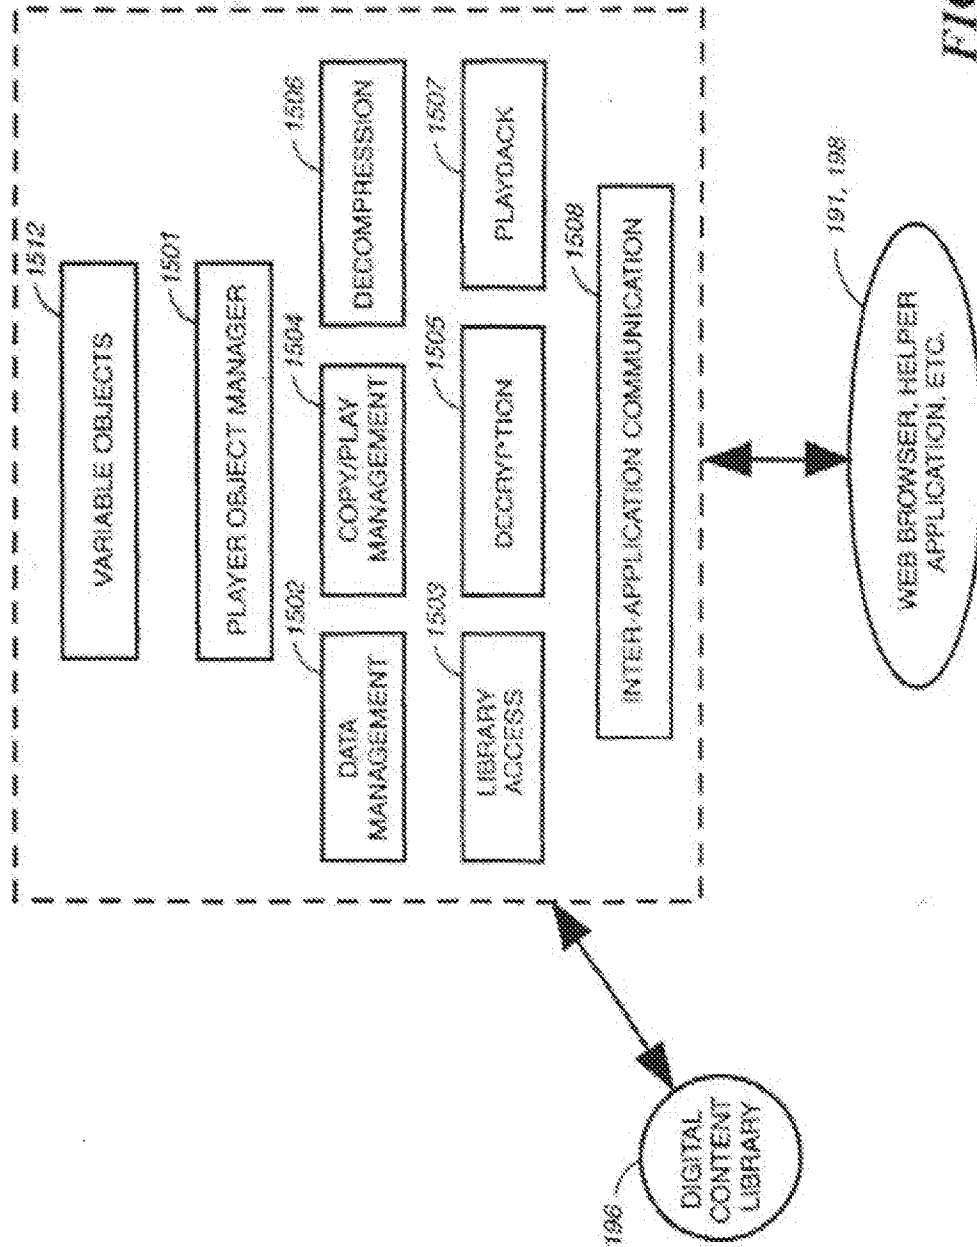 1512
VARIABLE OBJECTS
1501
PLAYER OBJECT MANAGER
1502
DATA
MANAGEMENT
1504
COPY/PLAY
MANAGEMENT
1506
DECOMPRESSION
1503
LIBRARY
ACCESS
1505
DECRYPTION
1507
PLAYBACK
1508
INTER-APPLICATION COMMUNICATION
196
DIGITAL
CONTENT
LIBRARY
191, 198
WEB BROWSER, HELPER
APPLICATION, ETC.